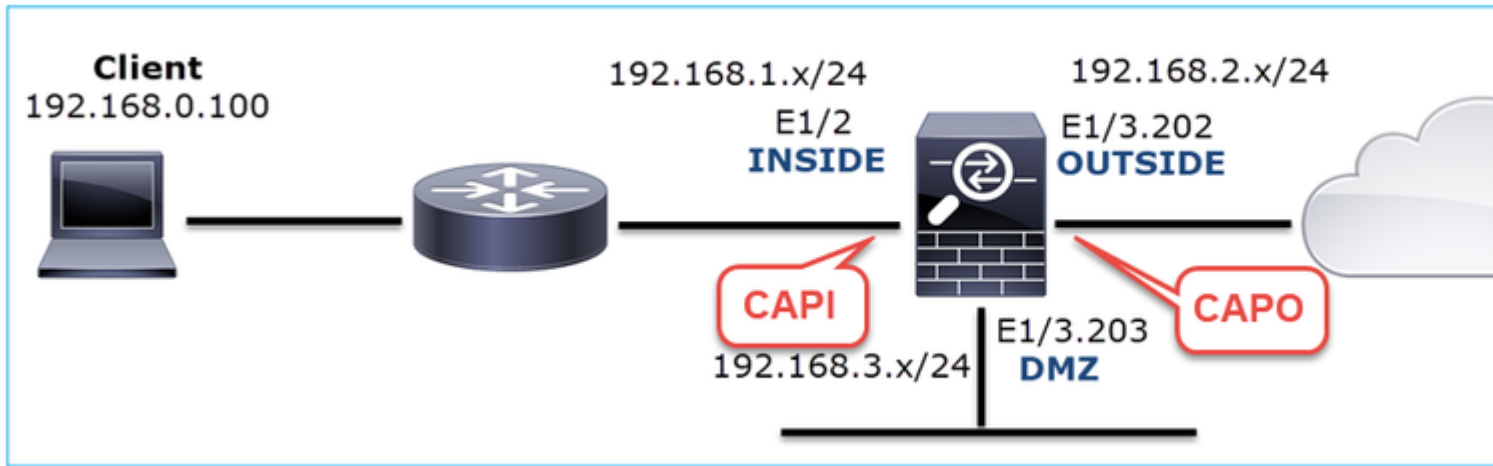 Client
192.168.0.100
192.168.1.x/24
E1/2
INSIDE
192.168.2.x/24
E1/3.202
OUTSIDE
CAPI
CAPO
E1/3.203
192.168.3.x/24
DMZ